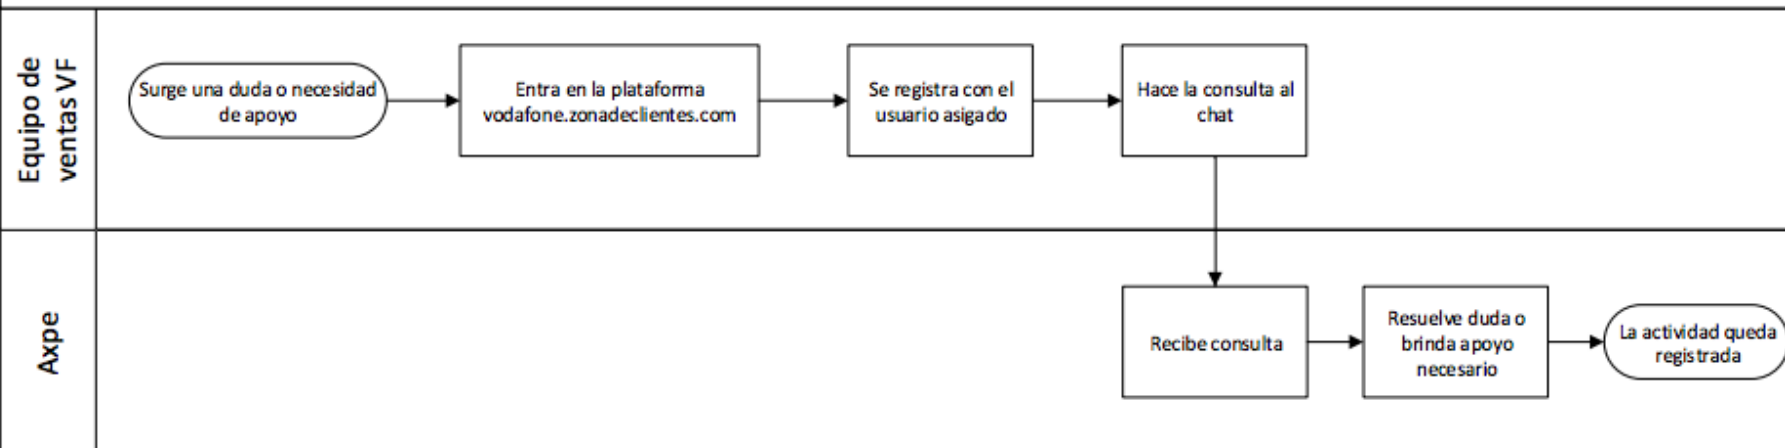 Equipo de
ventas VF
Surge una duda o necesidad
de apoyo
Entra en la plataforma
vodafone.zonadeclientes.com
Se registra con el
usuario asigado
Hace la consulta al
chat
Axpe
Recibe consulta
Resuelve duda o
brinda apoyo
necesario
La actividad queda
registrada